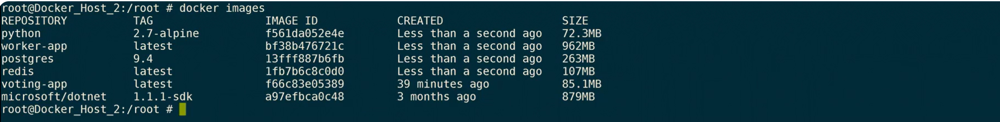 root@Docker_Host_2:/root # docker images
REPOSITORY          TAG                 IMAGE ID            CREATED                  SIZE
python              2.7-alpine          f561da052e4e        Less than a second ago   72.3MB
worker-app          latest              bf38b476721c        Less than a second ago   962MB
postgres            9.4                 13fff887b6fb        Less than a second ago   263MB
redis               latest              1fb7b6c8c0d0        Less than a second ago   107MB
voting-app          latest              f66c83e05389        39 minutes ago           85.1MB
microsoft/dotnet    1.1.1-sdk           a97efbca0c48        3 months ago             879MB
root@Docker_Host_2:/root #